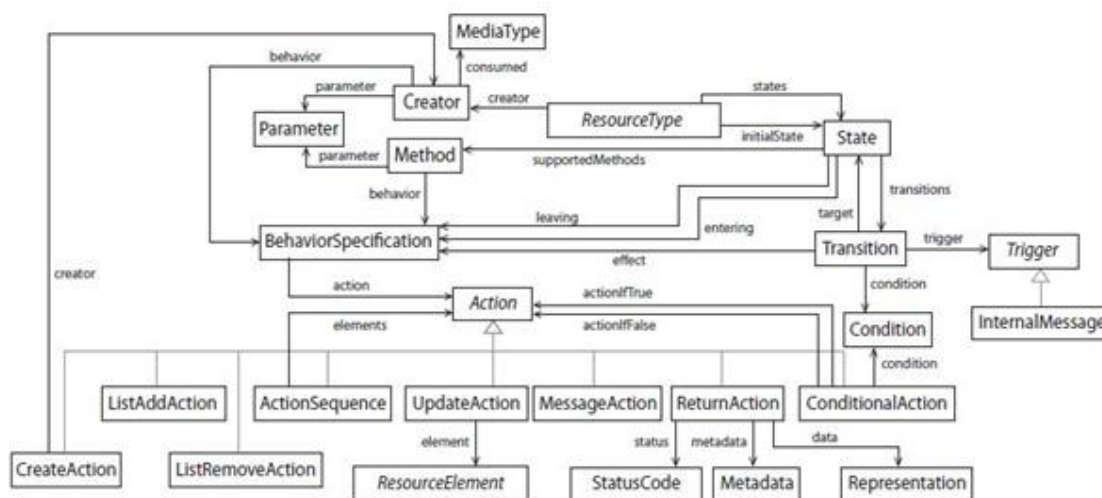 MediaType
behavior
consumed
parameter
Creator
creator
states
ResourceType
Parameter
initialState
State
parameter
Method
supportedMethods
behavior
transitions
leaving
target
entering
BehaviorSpecification
Transition
trigger
Trigger
effect
creator
action
condition
Action
actionIfTrue
elements
actionIfFalse
Condition
InternalMessage
condition
ListAddAction
ActionSequence
UpdateAction
MessageAction
ReturnAction
ConditionalAction
element
status
metadata
data
CreateAction
ListRemoveAction
ResourceElement
StatusCode
Metadata
Representation